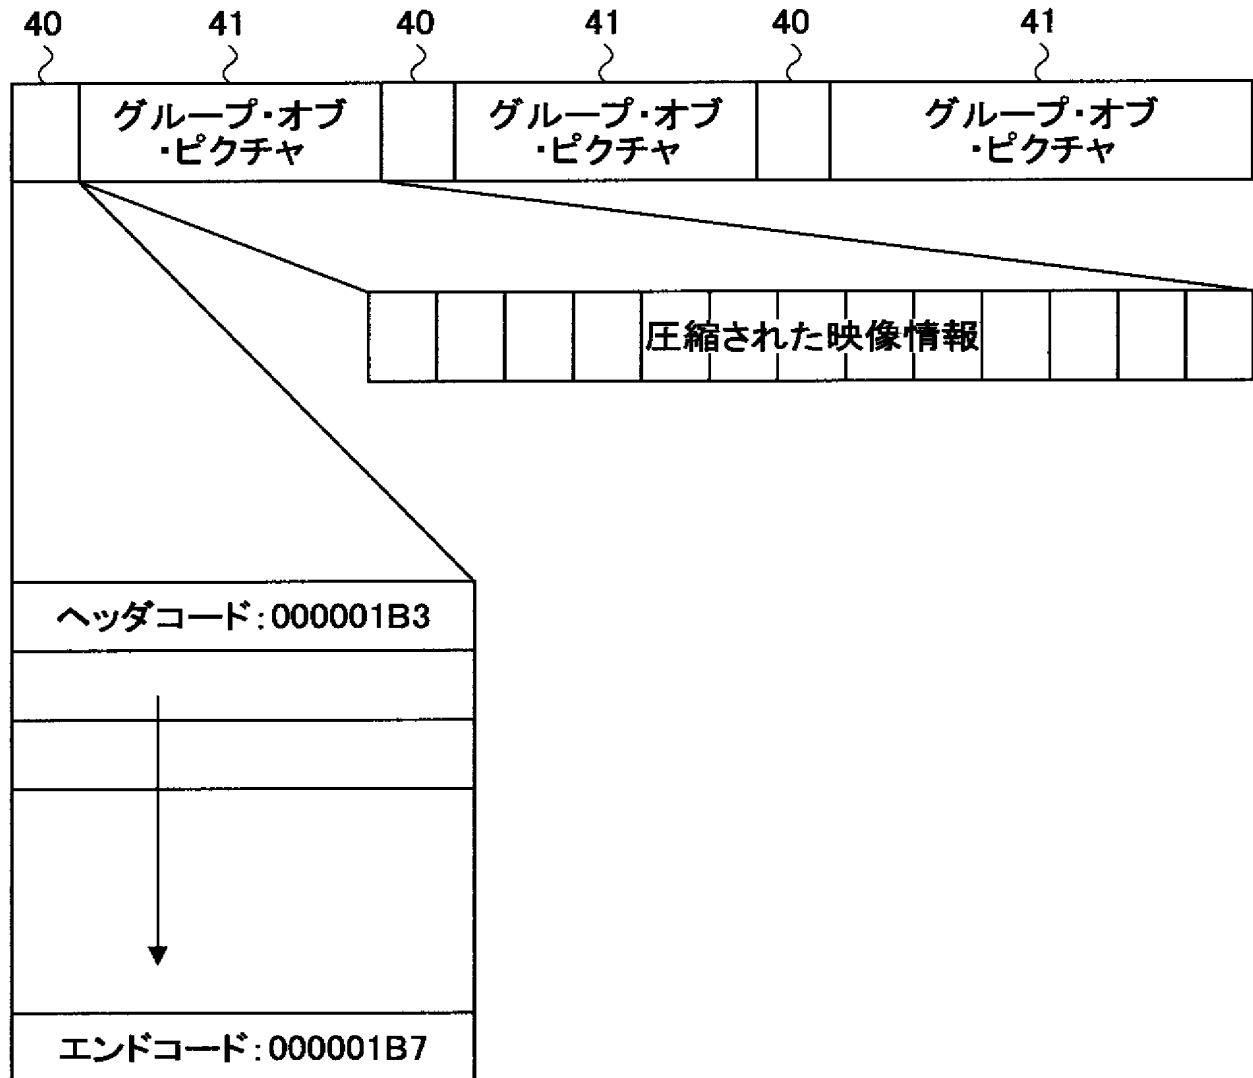 40 41 40 41 40 41
グループ・オブ グループ・オブ グループ・オブ
・ピクチャ ・ピクチャ ・ピクチャ
圧縮された映像情報
ヘッダコード:000001B3
エンドコード:000001B7